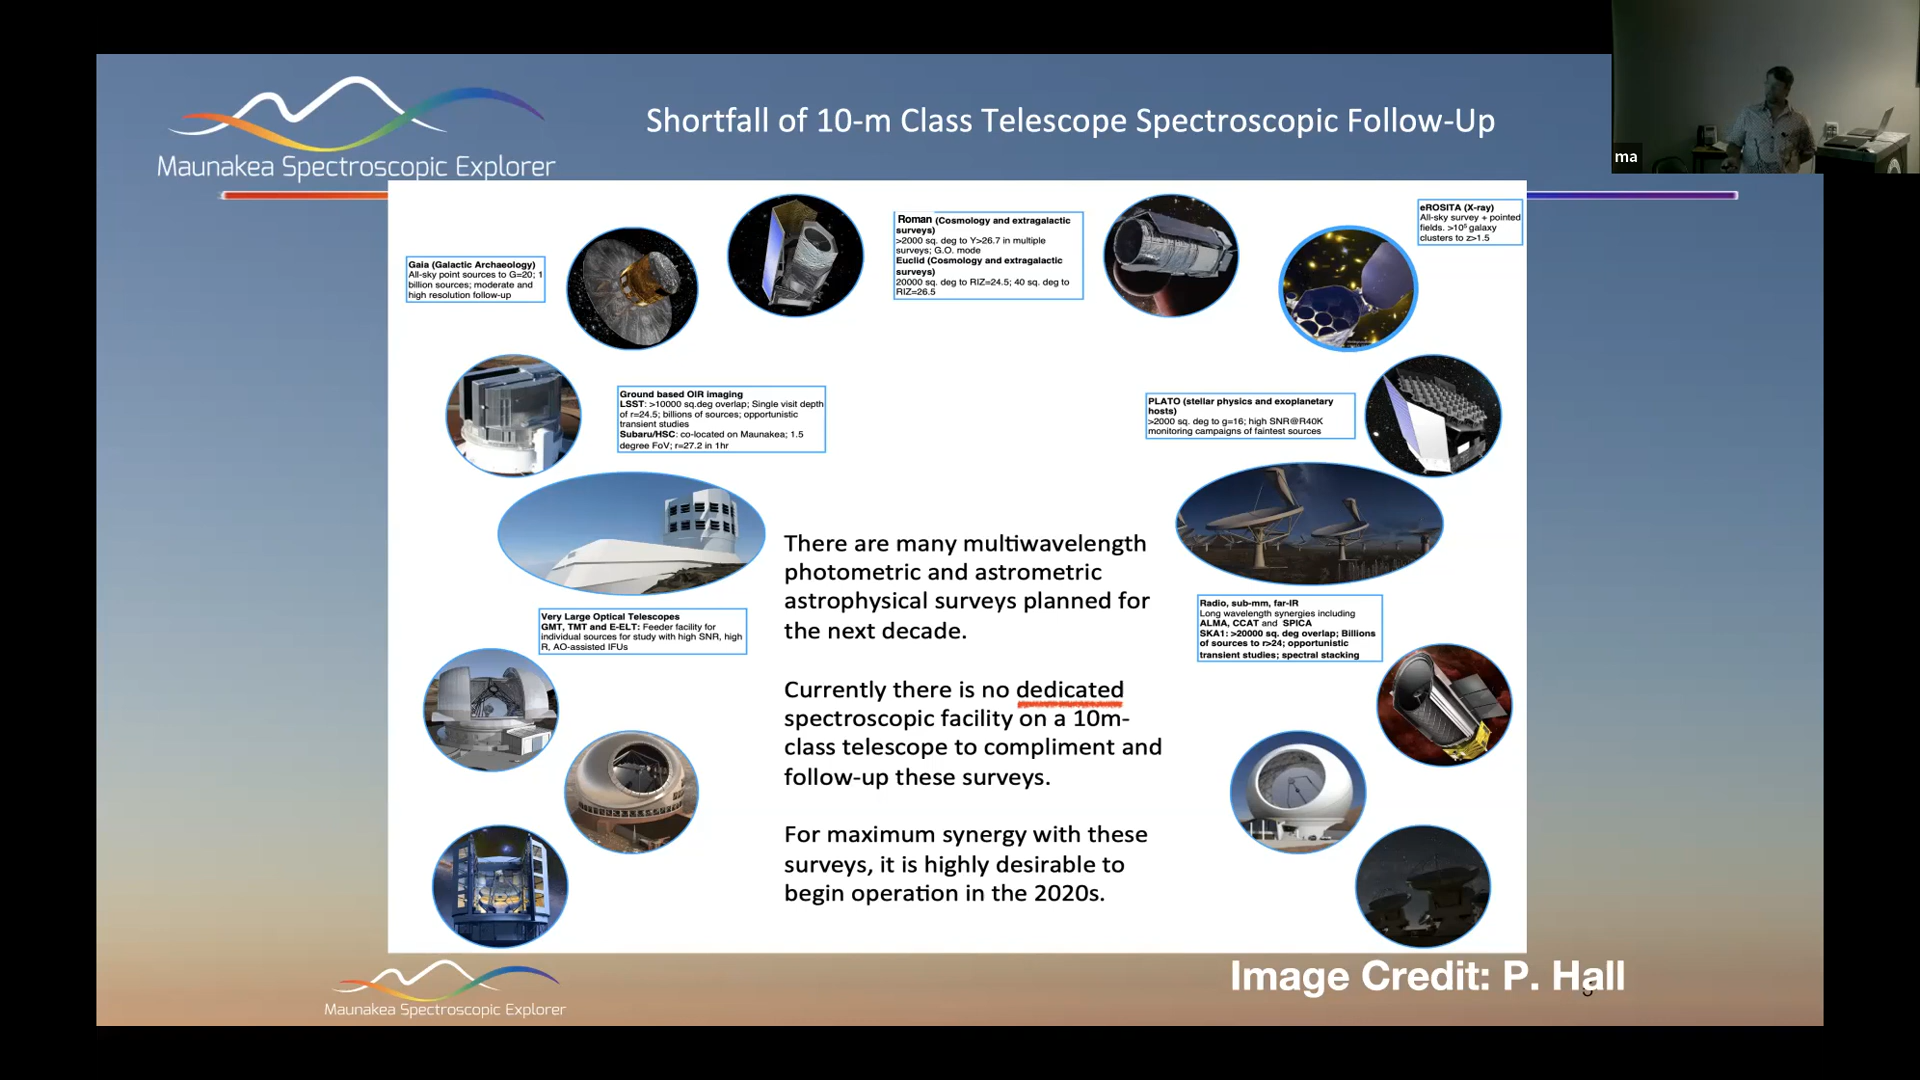 Maunakea Spectroscopic Explorer
Shortfall of 10-m Class Telescope Spectroscopic Follow-Up
ma
Gaia (Galactic Archaeology)
All-sky point sources to G=20; 1
billion sources; moderate and
high resolution follow-up
Roman (Cosmology and extragalactic
surveys)
>2000 sq. deg to Y>26.7 in multiple
surveys; G.O. mode
Euclid (Cosmology and extragalactic
surveys)
20000 sq. deg to RIZ=24.5; 40 sq. deg to
RIZ=26.5
eROSITA (X-ray)
All-sky survey + pointed
fields. >10⁵ galaxy
clusters to z>1.5
Ground based OIR imaging
LSST: >10000 sq.deg overlap; Single visit depth
of r=24.5; billions of sources; opportunistic
transient studies
Subaru/HSC: co-located on Maunakea; 1.5
degree FoV; r=27.2 in 1hr
PLATO (stellar physics and exoplanetary
hosts)
>2000 sq. deg to g=16; high SNR@R40K
monitoring campaigns of faintest sources
Very Large Optical Telescopes
GMT, TMT and E-ELT: Feeder facility for
individual sources for study with high SNR, high
R, AO-assisted IFUs
Radio, sub-mm, far-IR
Long wavelength synergies including
ALMA, CCAT and SPICA
SKA1: >20000 sq. deg overlap; Billions
of sources to r>24; opportunistic
transient studies; spectral stacking
There are many multiwavelength
photometric and astrometric
astrophysical surveys planned for
the next decade.
Currently there is no dedicated
spectroscopic facility on a 10m-
class telescope to compliment and
follow-up these surveys.
For maximum synergy with these
surveys, it is highly desirable to
begin operation in the 2020s.
Maunakea Spectroscopic Explorer
Image Credit: P. Hall